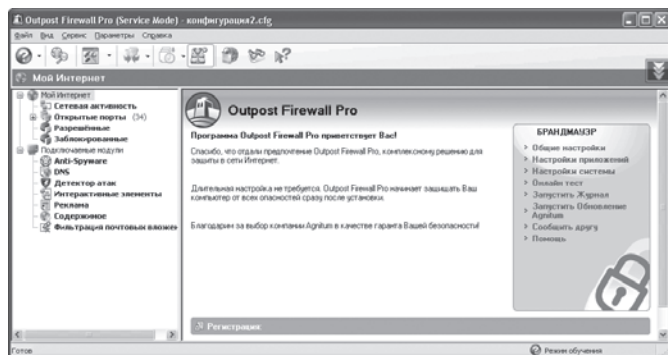 Outpost Firewall Pro (Service Mode) - конфигурация2.cfg
Файл Вид Сервис Параметры Справка
Мой Интернет
Мой Интернет
Сетевая активность
Открытые порты (34)
Разрешённые
Заблокированные
Подключаемые модули
Anti-Spyware
DNS
Детектор атак
Интерактивные элементы
Реклама
Содержимое
Фильтрация почтовых вложен
Outpost Firewall Pro
Программа Outpost Firewall Pro приветствует Вас!
Спасибо, что отдали предпочтение Outpost Firewall Pro, комплексному решению для
защиты в сети Интернет.
Длительная настройка не требуется. Outpost Firewall Pro начинает защищать Ваш
компьютер от всех опасностей сразу после установки.
Благодарим за выбор компании Agnitum в качестве гаранта Вашей безопасности!
БРАНДМАУЭР
Общие настройки
Настройки приложений
Настройки системы
Онлайн тест
Запустить Журнал
Запустить Обновление
Agnitum
Сообщить другу
Помощь
Регистрация
Готов
Режим обучения